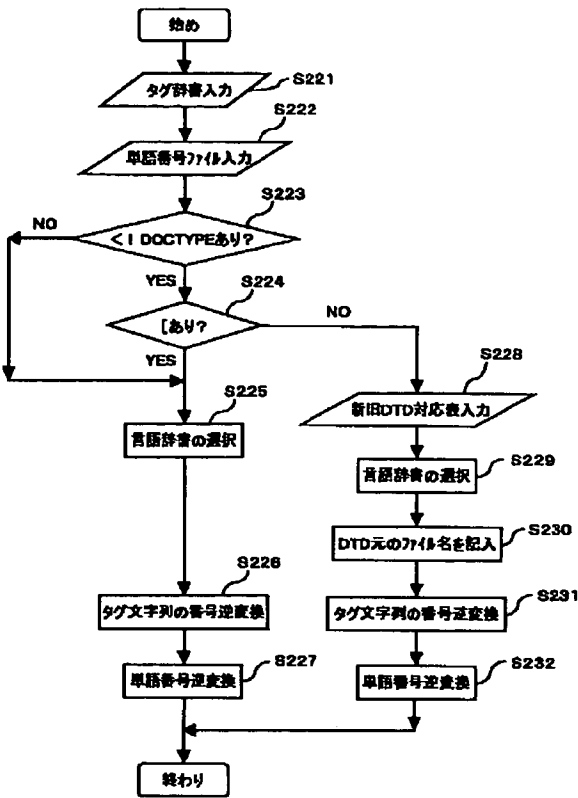 始め
タグ辞書入力
S221
単語番号ファイル入力
S222
<! DOCTYPEあり?
S223
NO
YES
[あり?
S224
NO
YES
言語辞書の選択
S225
タグ文字列の番号逆変換
S226
単語番号逆変換
S227
新旧DTD対応表入力
S228
言語辞書の選択
S229
DTD元のファイル名を記入
S230
タグ文字列の番号逆変換
S231
単語番号逆変換
S232
終わり